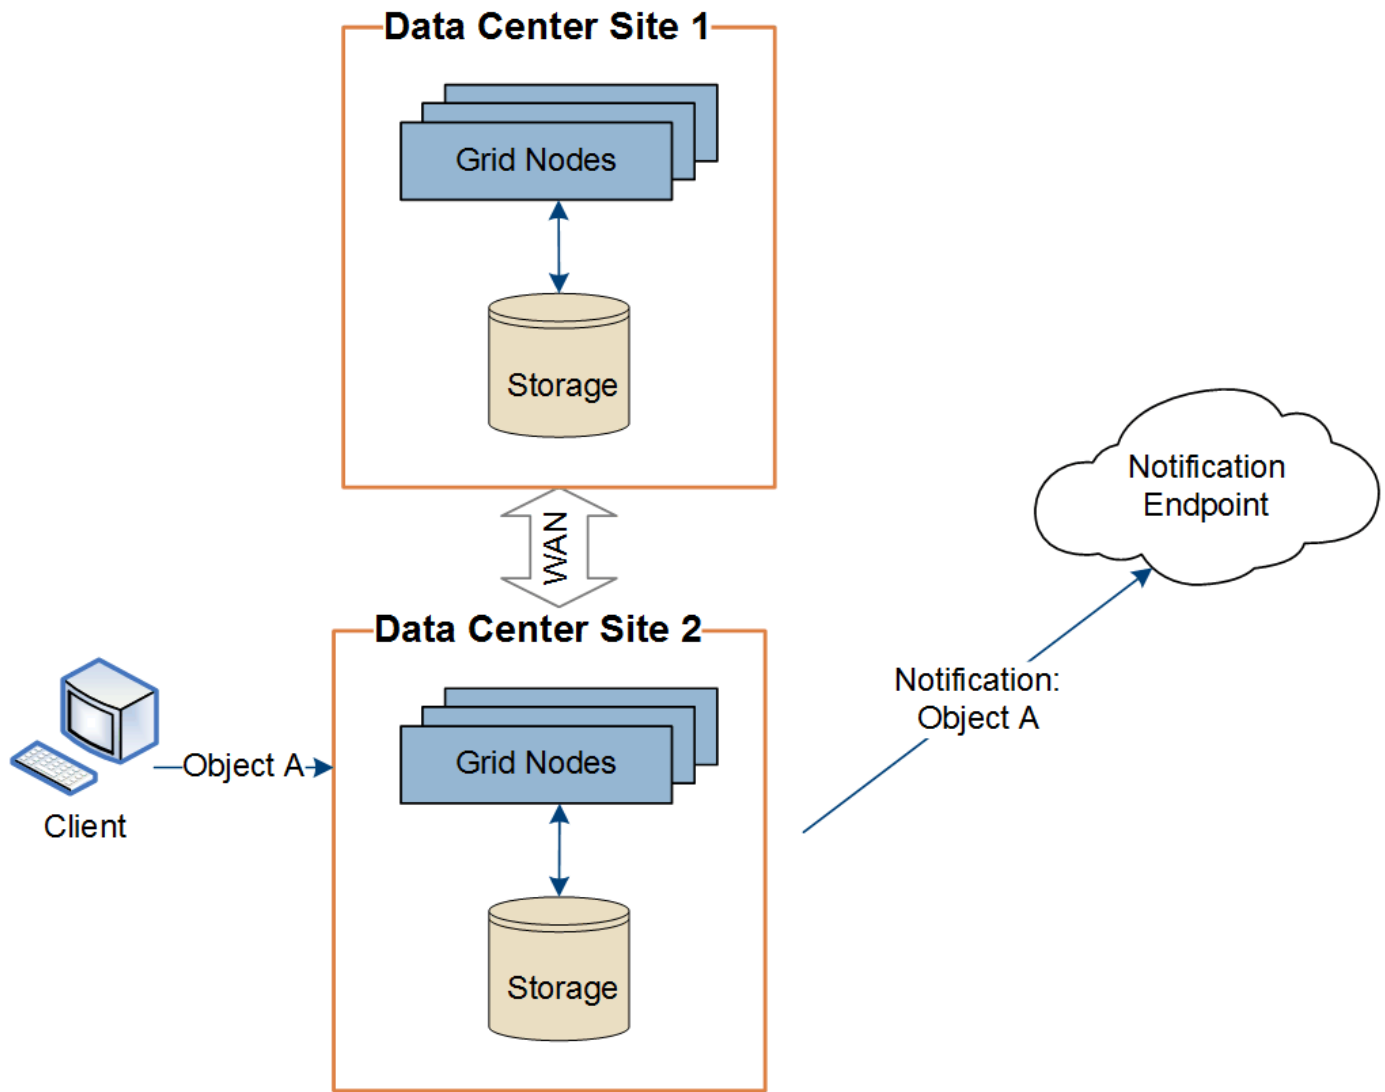 Data Center Site 1
Grid Nodes
Storage
Notification
Endpoint
WAN
Data Center Site 2
Notification:
Object A
Grid Nodes
Object A
Client
Storage